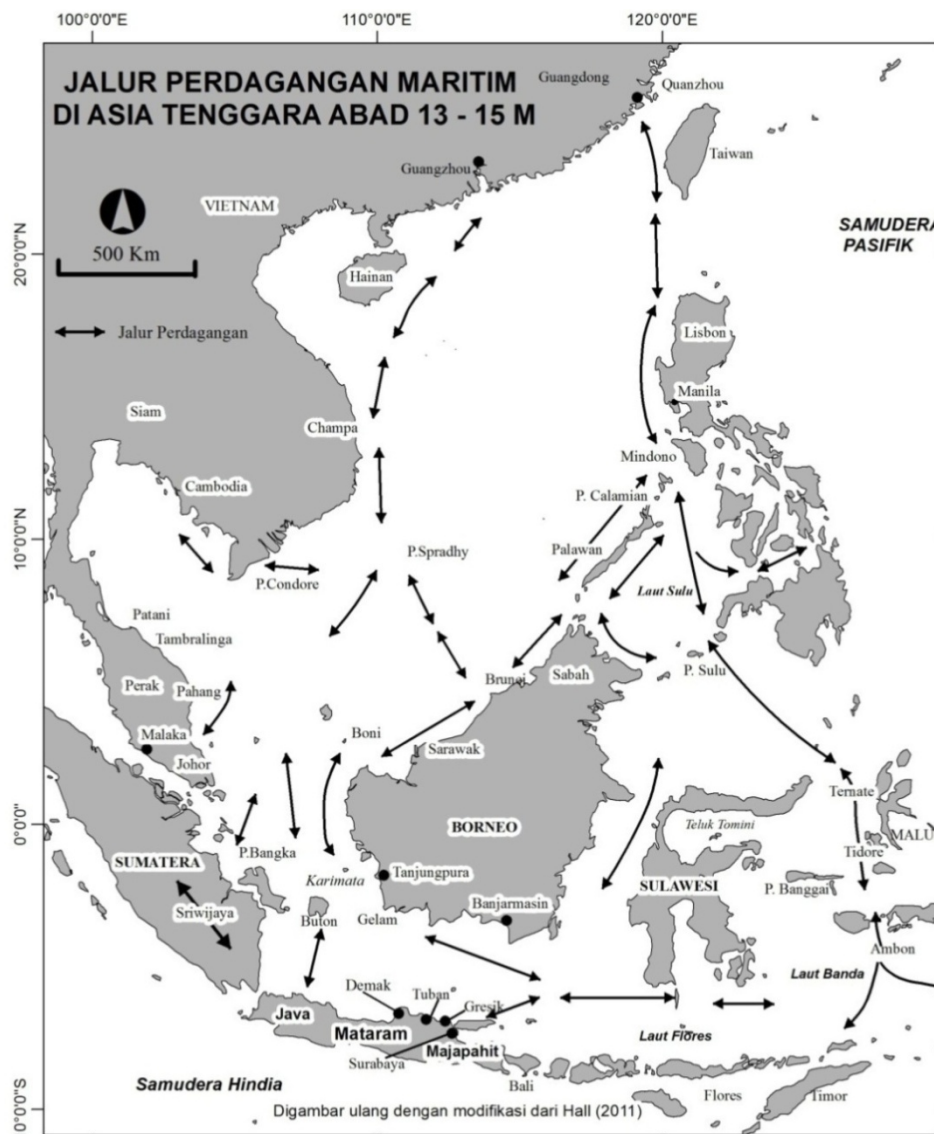 100°0'0"E
110°0'0"E
120°0'0"E
JALUR PERDAGANGAN MARITIM
DI ASIA TENGGARA ABAD 13 - 15 M
Guangdong
Quanzhou
Taiwan
Guangzhou
VIETNAM
SAMUDERA
PASIFIK
500 Km
20°0'0"N
Hainan
Jalur Perdagangan
Lisbon
Siam
Manila
Champa
Mindono
Cambodia
P. Calamian
10°0'0"N
P.Spradhy
Palawan
P.Condore
Laut Sulu
Patani
Tambralinga
Perak
Pahang
Brunei
Sabah
P. Sulu
Malaka
Boni
Sarawak
Johor
Ternate
0°0'0"
BORNEO
Teluk Tomini
MALU
P.Bangka
SUMATERA
Tidore
Karimata
Tanjungpura
SULAWESI
P. Banggai
Sriwijaya
Banjarmasin
Buton
Gelam
Ambon
Laut Banda
Demak
Tuban
Gresik
Java
Mataram
Laut Flores
Surabaya
Majapahit
Samudera Hindia
Bali
Flores
Timor
0°0'0"S
Digambar ulang dengan modifikasi dari Hall (2011)